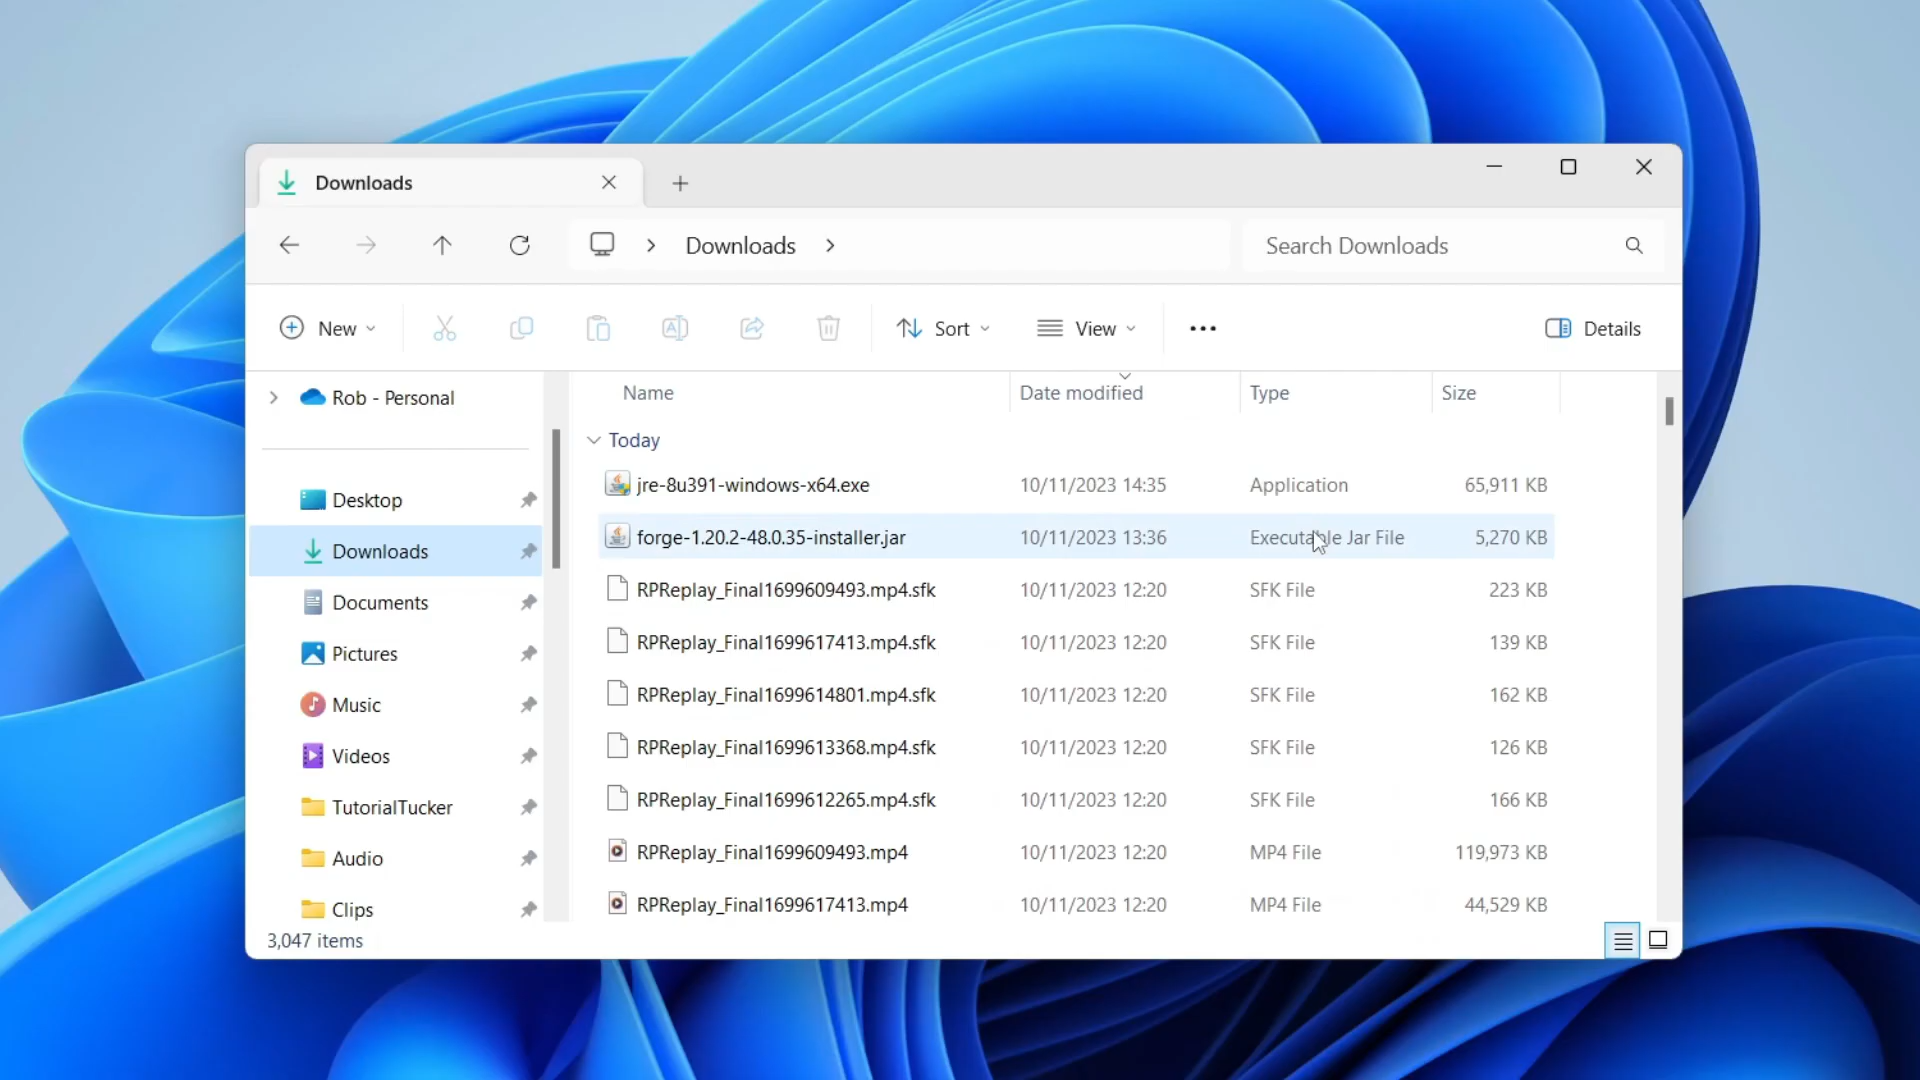 Downloads
Downloads
Search Downloads
New
Sort
View
Details
Rob - Personal
Desktop
Downloads
Documents
Pictures
Music
Videos
TutorialTucker
Audio
Clips
Name Date modified Type Size
Today
jre-8u391-windows-x64.exe 10/11/2023 14:35 Application 65,911 KB
forge-1.20.2-48.0.35-installer.jar 10/11/2023 13:36 Executable Jar File 5,270 KB
RPReplay_Final1699609493.mp4.sfk 10/11/2023 12:20 SFK File 223 KB
RPReplay_Final1699617413.mp4.sfk 10/11/2023 12:20 SFK File 139 KB
RPReplay_Final1699614801.mp4.sfk 10/11/2023 12:20 SFK File 162 KB
RPReplay_Final1699613368.mp4.sfk 10/11/2023 12:20 SFK File 126 KB
RPReplay_Final1699612265.mp4.sfk 10/11/2023 12:20 SFK File 166 KB
RPReplay_Final1699609493.mp4 10/11/2023 12:20 MP4 File 119,973 KB
RPReplay_Final1699617413.mp4 10/11/2023 12:20 MP4 File 44,529 KB
3,047 items